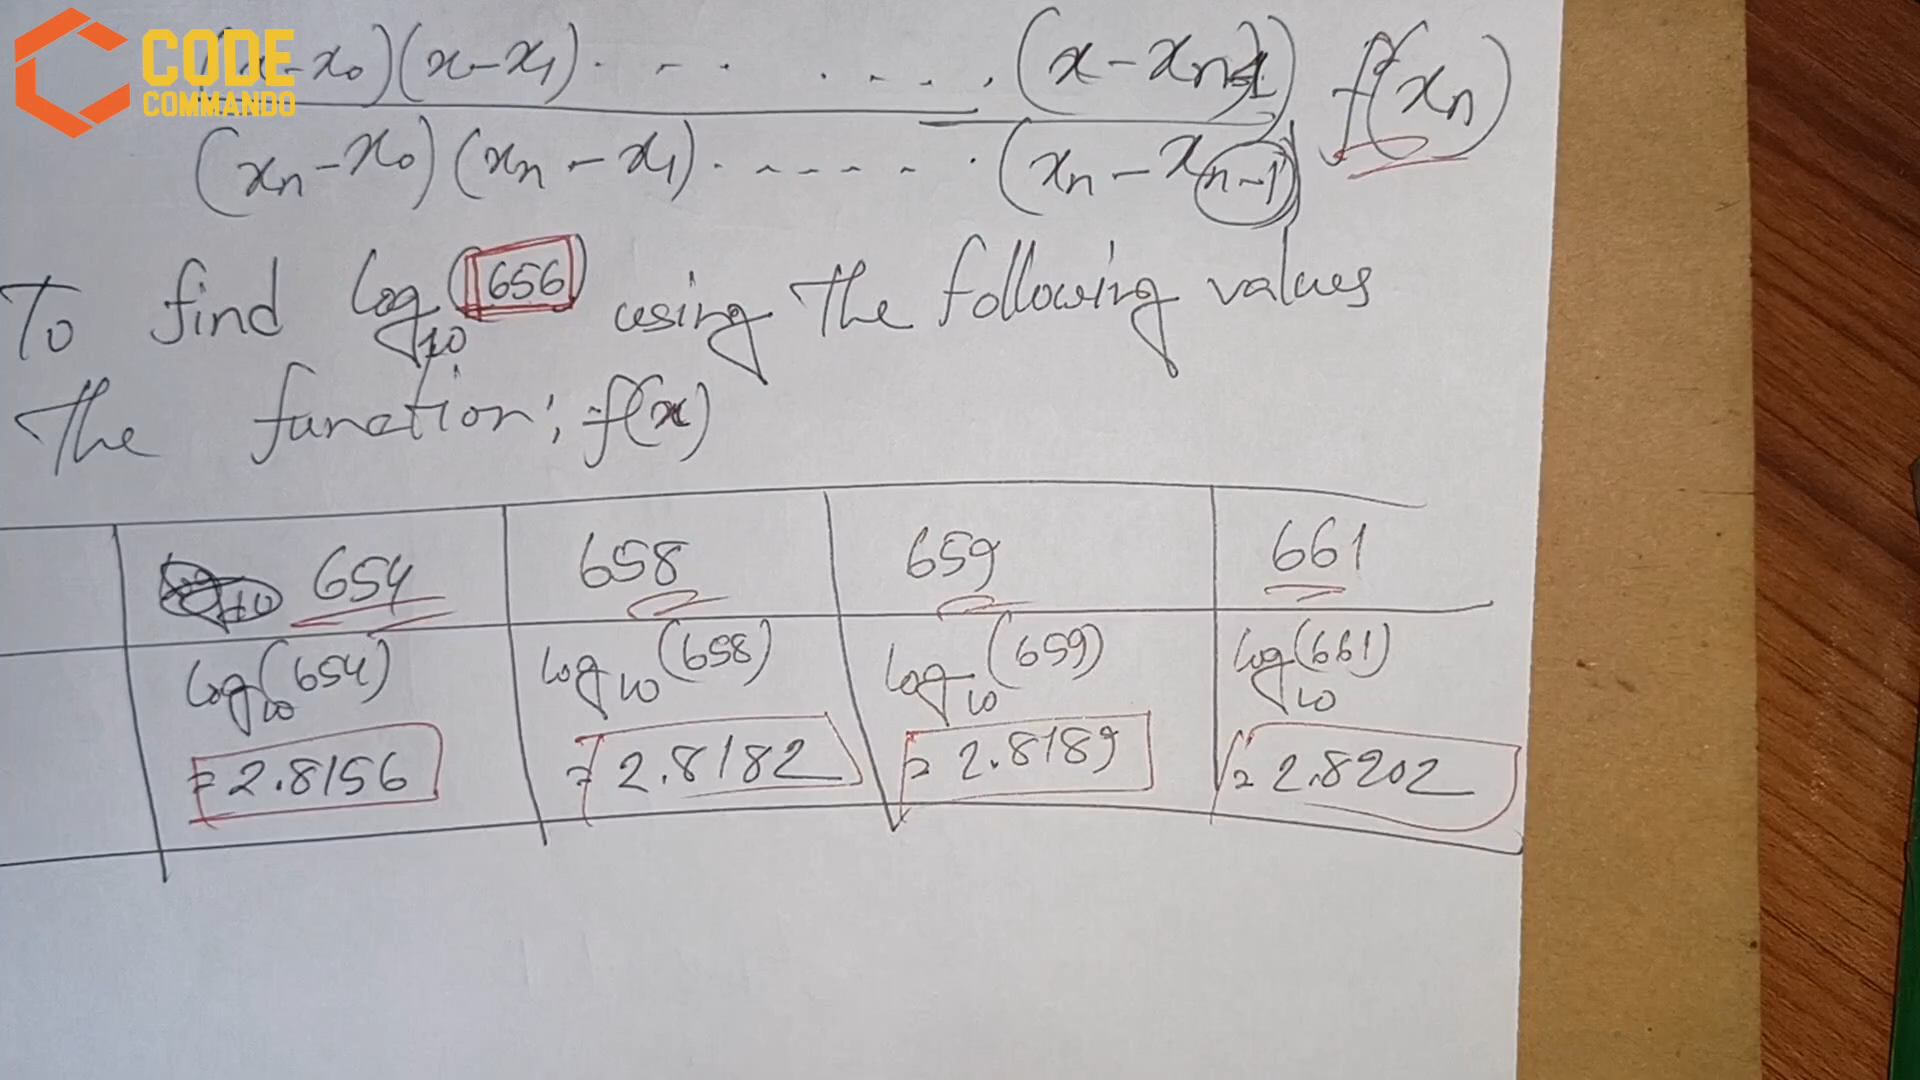 CODE
COMMANDO
(x-x₀)(x-x₁)· - - · · - - - . (x-xₙ₋₁) f(xₙ)
(xₙ-x₀)(xₙ-x₁)· - - - - - · (xₙ-xₙ₋₁)
To find log₁₀(656) using the following values
the function; f(x)
654 658 659 661
log₁₀(654) log₁₀(658) log₁₀(659) log₁₀(661)
= 2.8156 = 2.8182 = 2.8189 = 2.8202